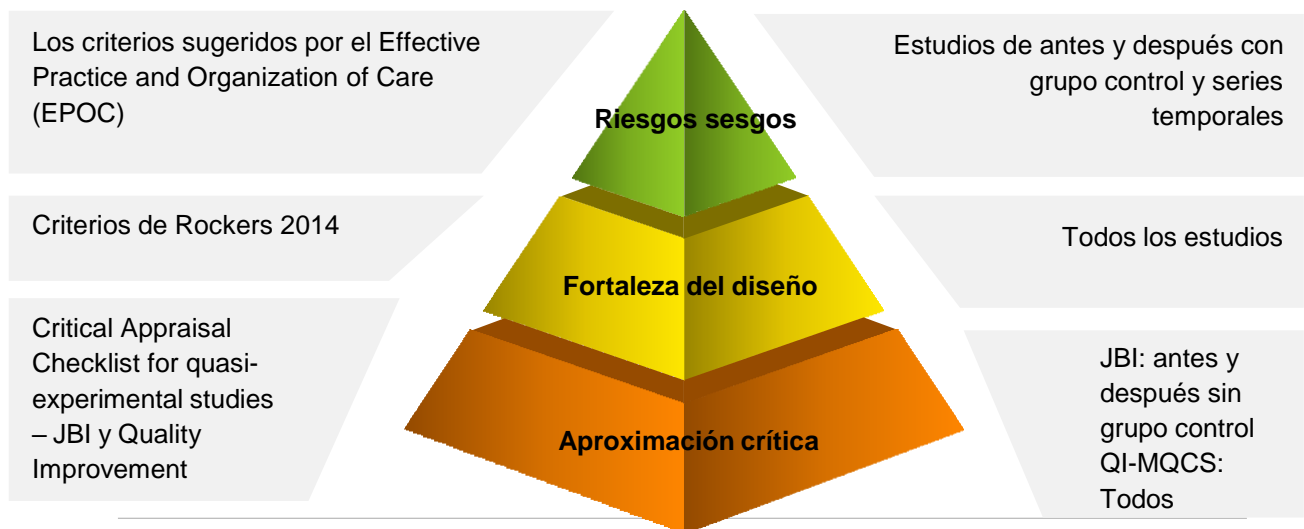 Los criterios sugeridos por el Effective
Practice and Organization of Care
(EPOC)
Riesgos sesgos
Estudios de antes y después con
grupo control y series
temporales
Criterios de Rockers 2014
Fortaleza del diseño
Todos los estudios
Critical Appraisal
Checklist for quasi-
experimental studies
– JBI y Quality
Improvement
Aproximación crítica
JBI: antes y
después sin
grupo control
QI-MQCS:
Todos